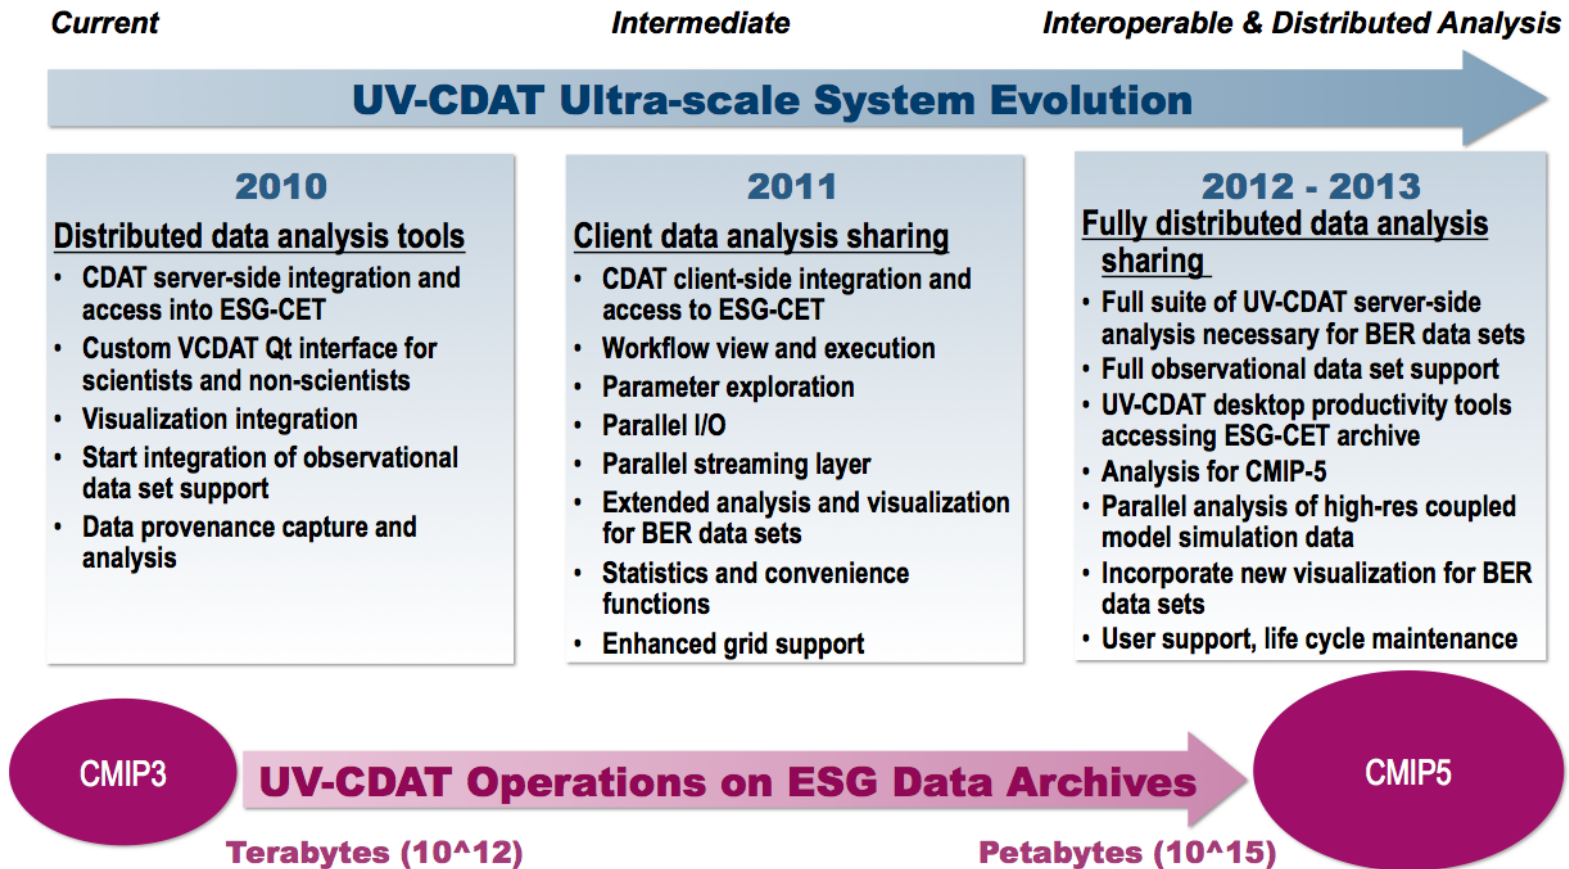 Current
Intermediate
Interoperable & Distributed Analysis
UV-CDAT Ultra-scale System Evolution
2010
Distributed data analysis tools
• CDAT server-side integration and
access into ESG-CET
• Custom VCDAT Qt interface for
scientists and non-scientists
• Visualization integration
• Start integration of observational
data set support
• Data provenance capture and
analysis
2011
Client data analysis sharing
• CDAT client-side integration and
access to ESG-CET
• Workflow view and execution
• Parameter exploration
• Parallel I/O
• Parallel streaming layer
• Extended analysis and visualization
for BER data sets
• Statistics and convenience
functions
• Enhanced grid support
2012 - 2013
Fully distributed data analysis
sharing
• Full suite of UV-CDAT server-side
analysis necessary for BER data sets
• Full observational data set support
• UV-CDAT desktop productivity tools
accessing ESG-CET archive
• Analysis for CMIP-5
• Parallel analysis of high-res coupled
model simulation data
• Incorporate new visualization for BER
data sets
• User support, life cycle maintenance
CMIP3
UV-CDAT Operations on ESG Data Archives
CMIP5
Terabytes (10^12)
Petabytes (10^15)